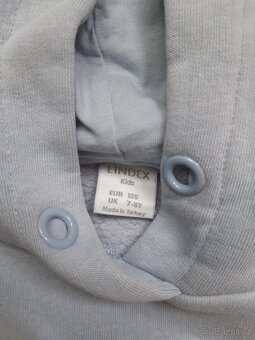 LINDEX
Kids
EUR 128
UK 7-8Y
Made in Turkey